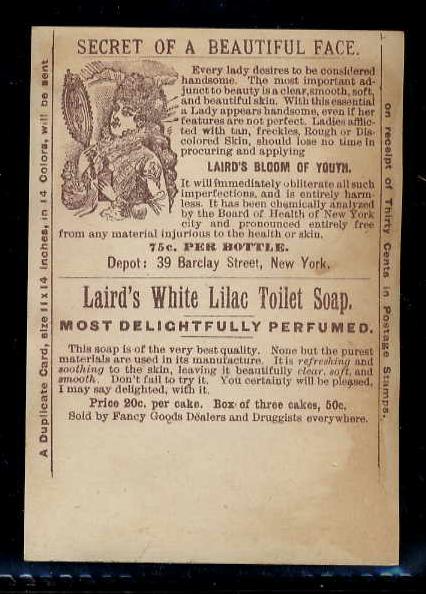 SECRET OF A BEAUTIFUL FACE.
Every lady desires to be considered
handsome. The most important ad-
junct to beauty is a clear, smooth, soft,
and beautiful skin. With this essential
a Lady appears handsome, even if her
features are not perfect. Ladies afflic-
ted with tan, freckles, Rough or Dis-
colored Skin, should lose no time in
procuring and applying
LAIRD'S BLOOM OF YOUTH.
It will immediately obliterate all such
imperfections, and is entirely harm-
less. It has been chemically analyzed
by the Board of Health of New York
city and pronounced entirely free
from any material injurious to the health or skin.
75c. PER BOTTLE.
Depot: 39 Barclay Street, New York.
Laird's White Lilac Toilet Soap.
MOST DELIGHTFULLY PERFUMED.
This soap is of the very best quality. None but the purest
materials are used in its manufacture. It is refreshing and
soothing to the skin, leaving it beautifully clear, soft, and
smooth. Don't fail to try it. You certainly will be pleased,
I may say delighted, with it.
Price 20c. per cake. Box of three cakes, 50c.
Sold by Fancy Goods Dealers and Druggists everywhere.
A Duplicate Card, size 11 x 14 inches, in 14 Colors, will be sent
on receipt of Thirty Cents in Postage Stamps.